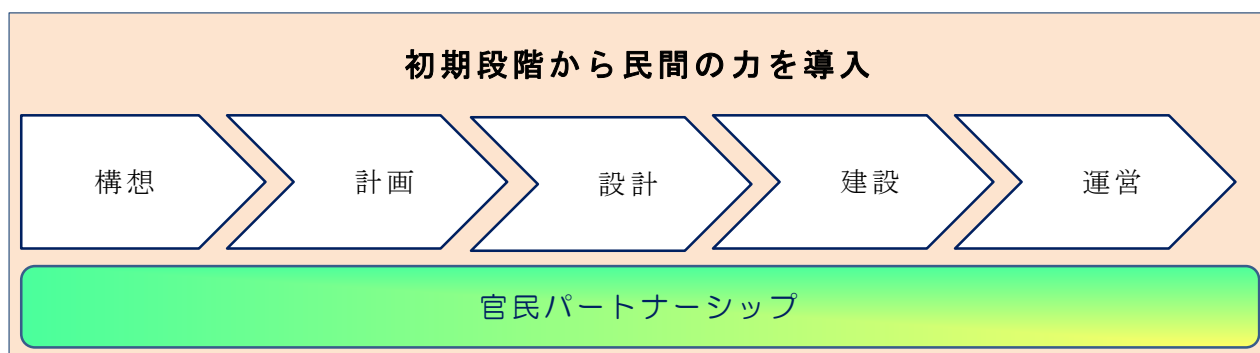 初期段階から民間の力を導入
構想
計画
設計
建設
運営
官民パートナーシップ